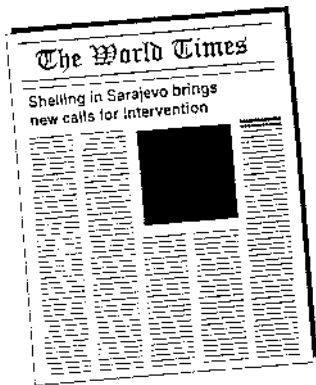 The World Times
Shelling in Sarajevo brings
new calls for Intervention